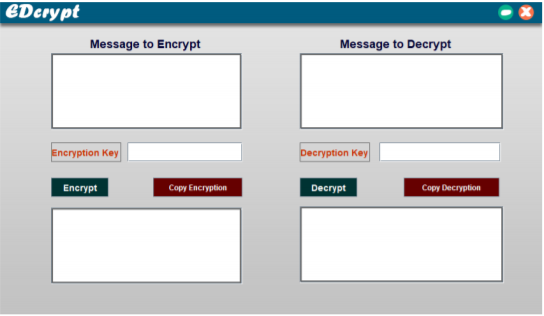 EDcrypt
Message to Encrypt
Message to Decrypt
Encryption Key
Decryption Key
Encrypt
Copy Encryption
Decrypt
Copy Decryption